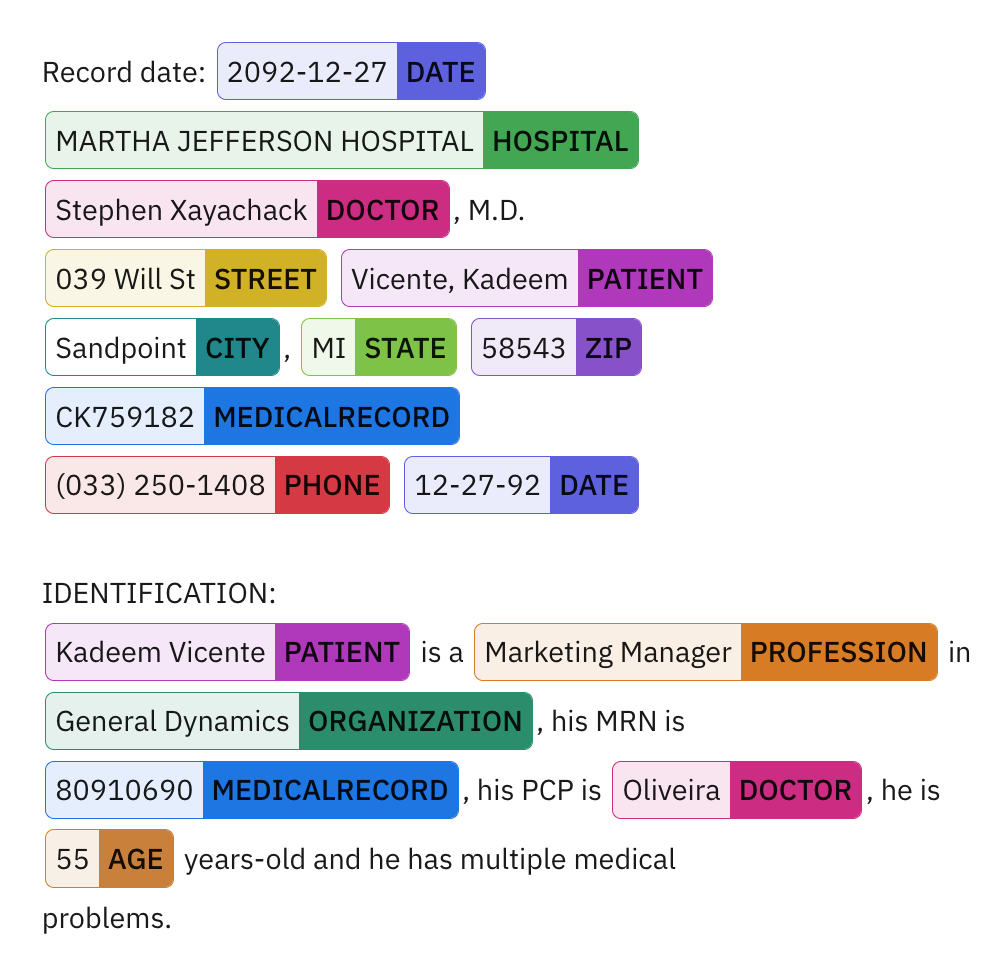 Record date: 2092-12-27 DATE
MARTHA JEFFERSON HOSPITAL HOSPITAL
Stephen Xayachack DOCTOR , M.D.
039 Will St STREET Vicente, Kadeem PATIENT
Sandpoint CITY , MI STATE 58543 ZIP
CK759182 MEDICALRECORD
(033) 250-1408 PHONE 12-27-92 DATE
IDENTIFICATION:
Kadeem Vicente PATIENT is a Marketing Manager PROFESSION in
General Dynamics ORGANIZATION , his MRN is
80910690 MEDICALRECORD , his PCP is Oliveira DOCTOR , he is
55 AGE years-old and he has multiple medical
problems.